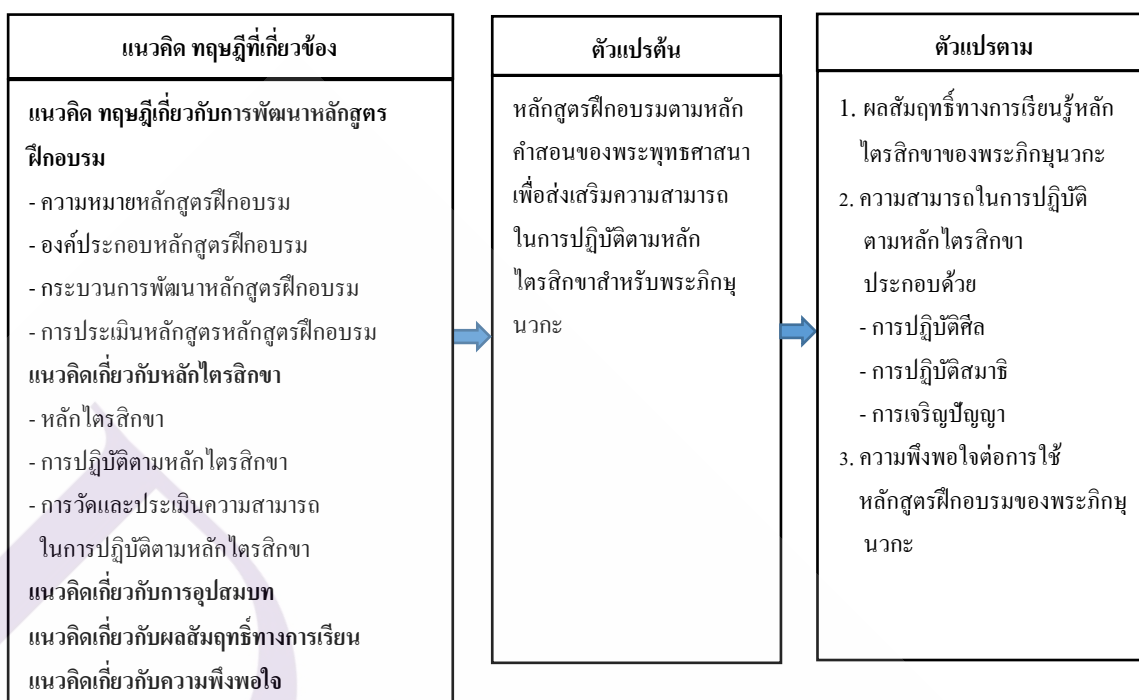 แนวคิด ทฤษฎีที่เกี่ยวข้อง
แนวคิด ทฤษฎีเกี่ยวกับการพัฒนาหลักสูตร
ฝึกอบรม
- ความหมายหลักสูตรฝึกอบรม
- องค์ประกอบหลักสูตรฝึกอบรม
- กระบวนการพัฒนาหลักสูตรฝึกอบรม
- การประเมินหลักสูตรหลักสูตรฝึกอบรม
แนวคิดเกี่ยวกับหลักไตรสิกขา
- หลักไตรสิกขา
- การปฏิบัติตามหลักไตรสิกขา
- การวัดและประเมินความสามารถ
ในการปฏิบัติตามหลักไตรสิกขา
แนวคิดเกี่ยวกับการอุปสมบท
แนวคิดเกี่ยวกับผลสัมฤทธิ์ทางการเรียน
แนวคิดเกี่ยวกับความพึงพอใจ
ตัวแปรต้น
หลักสูตรฝึกอบรมตามหลัก
คำสอนของพระพุทธศาสนา
เพื่อส่งเสริมความสามารถ
ในการปฏิบัติตามหลัก
ไตรสิกขาสำหรับพระภิกษุ
นวกะ
ตัวแปรตาม
1. ผลสัมฤทธิ์ทางการเรียนรู้หลัก
ไตรสิกขาของพระภิกษุนวกะ
2. ความสามารถในการปฏิบัติ
ตามหลักไตรสิกขา
ประกอบด้วย
- การปฏิบัติศีล
- การปฏิบัติสมาธิ
- การเจริญปัญญา
3. ความพึงพอใจต่อการใช้
หลักสูตรฝึกอบรมของพระภิกษุ
นวกะ